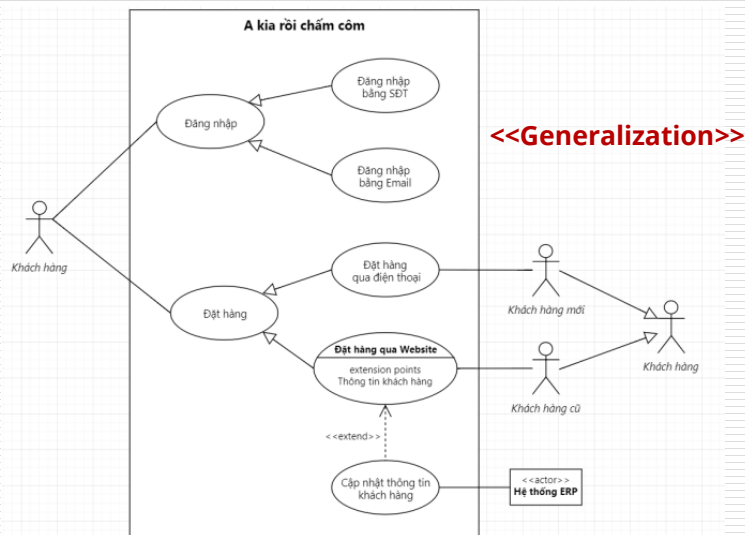 A kia rồi chấm côm
Đăng nhập
bằng SĐT
<<Generalization>>
Đăng nhập
Đăng nhập
bằng Email
Khách hàng
Đặt hàng
qua điện thoại
Khách hàng mới
Đặt hàng
Đặt hàng qua Website
extension points
Thông tin khách hàng
Khách hàng
Khách hàng cũ
<<extend>>
Cập nhật thông tin
khách hàng
<<actor>>
Hệ thống ERP